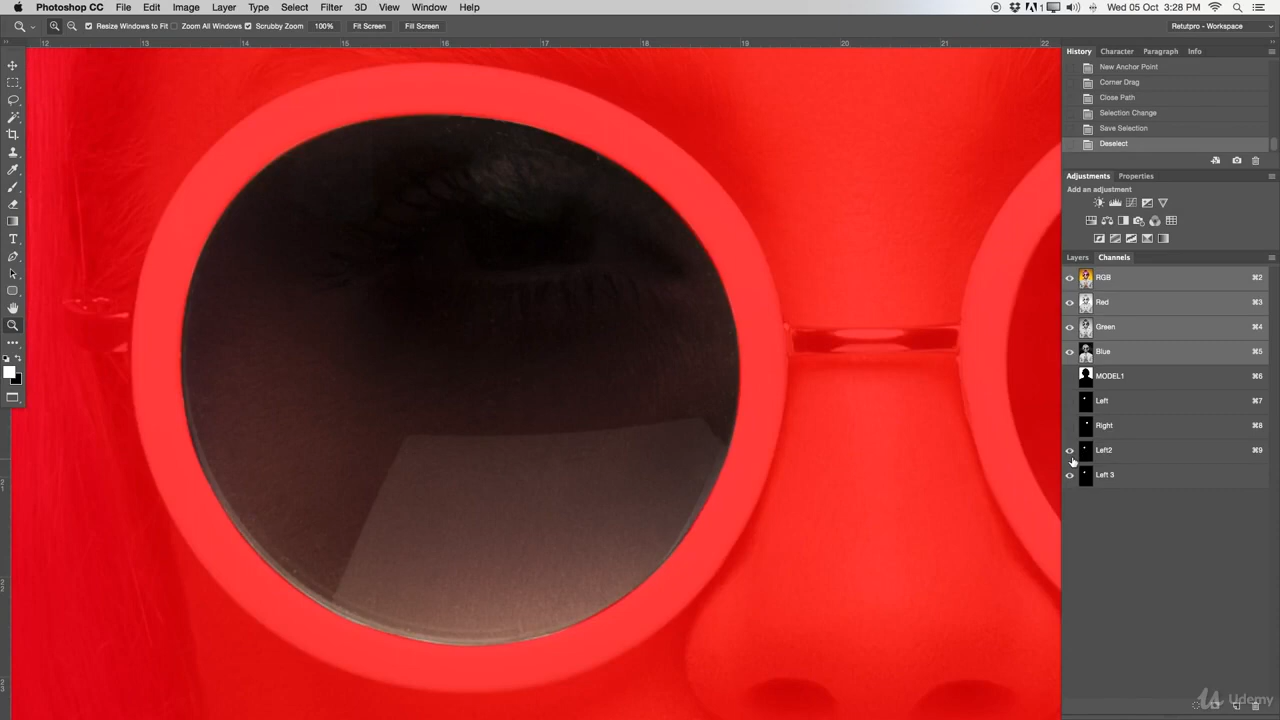 Photoshop CC File Edit Image Layer Type Select Filter 3D View Window Help Wed 05 Oct 3:28 PM
Resize Windows to Fit Zoom All Windows Scrubby Zoom 100% Fit Screen Fill Screen Retutpro - Workspace
12 13 14 15 16 17 18 19 20 21 22
History Character Paragraph Info
New Anchor Point
Corner Drag
Close Path
Selection Change
Save Selection
Deselect
Adjustments Properties
Add an adjustment
Layers Channels
RGB ⌘2
Red ⌘3
Green ⌘4
Blue ⌘5
MODEL1 ⌘6
Left ⌘7
Right ⌘8
Left2 ⌘9
Left 3
Udemy